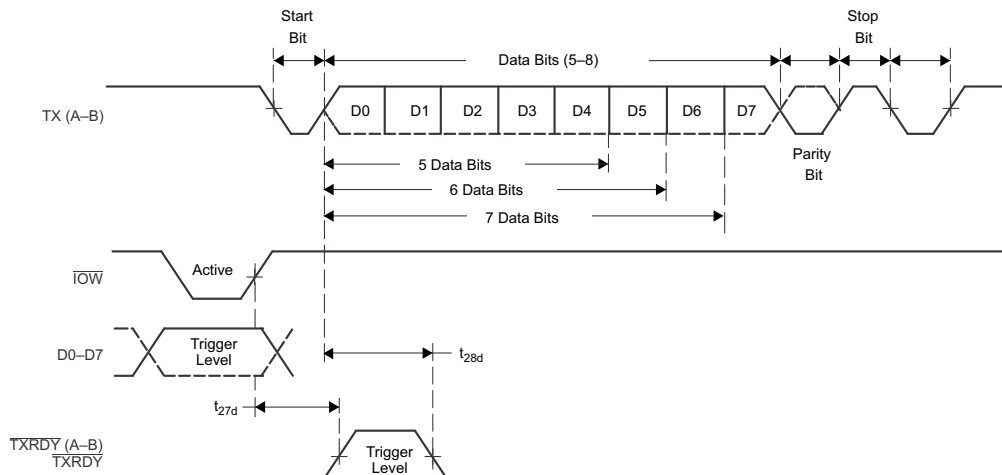 Start
Bit
Data Bits (5–8)
Stop
Bit
TX (A–B)
D0 D1 D2 D3 D4 D5 D6 D7
Parity
Bit
5 Data Bits
6 Data Bits
7 Data Bits
IOW
Active
D0–D7
Trigger
Level
t28d
t27d
TXRDY (A–B)
TXRDY
Trigger
Level